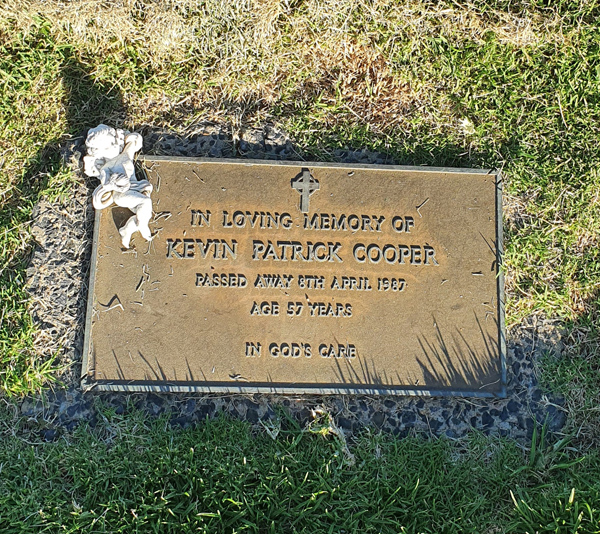 IN LOVING MEMORY OF
KEVIN PATRICK COOPER
PASSED AWAY 8TH APRIL 1987
AGE 57 YEARS
IN GOD'S CARE